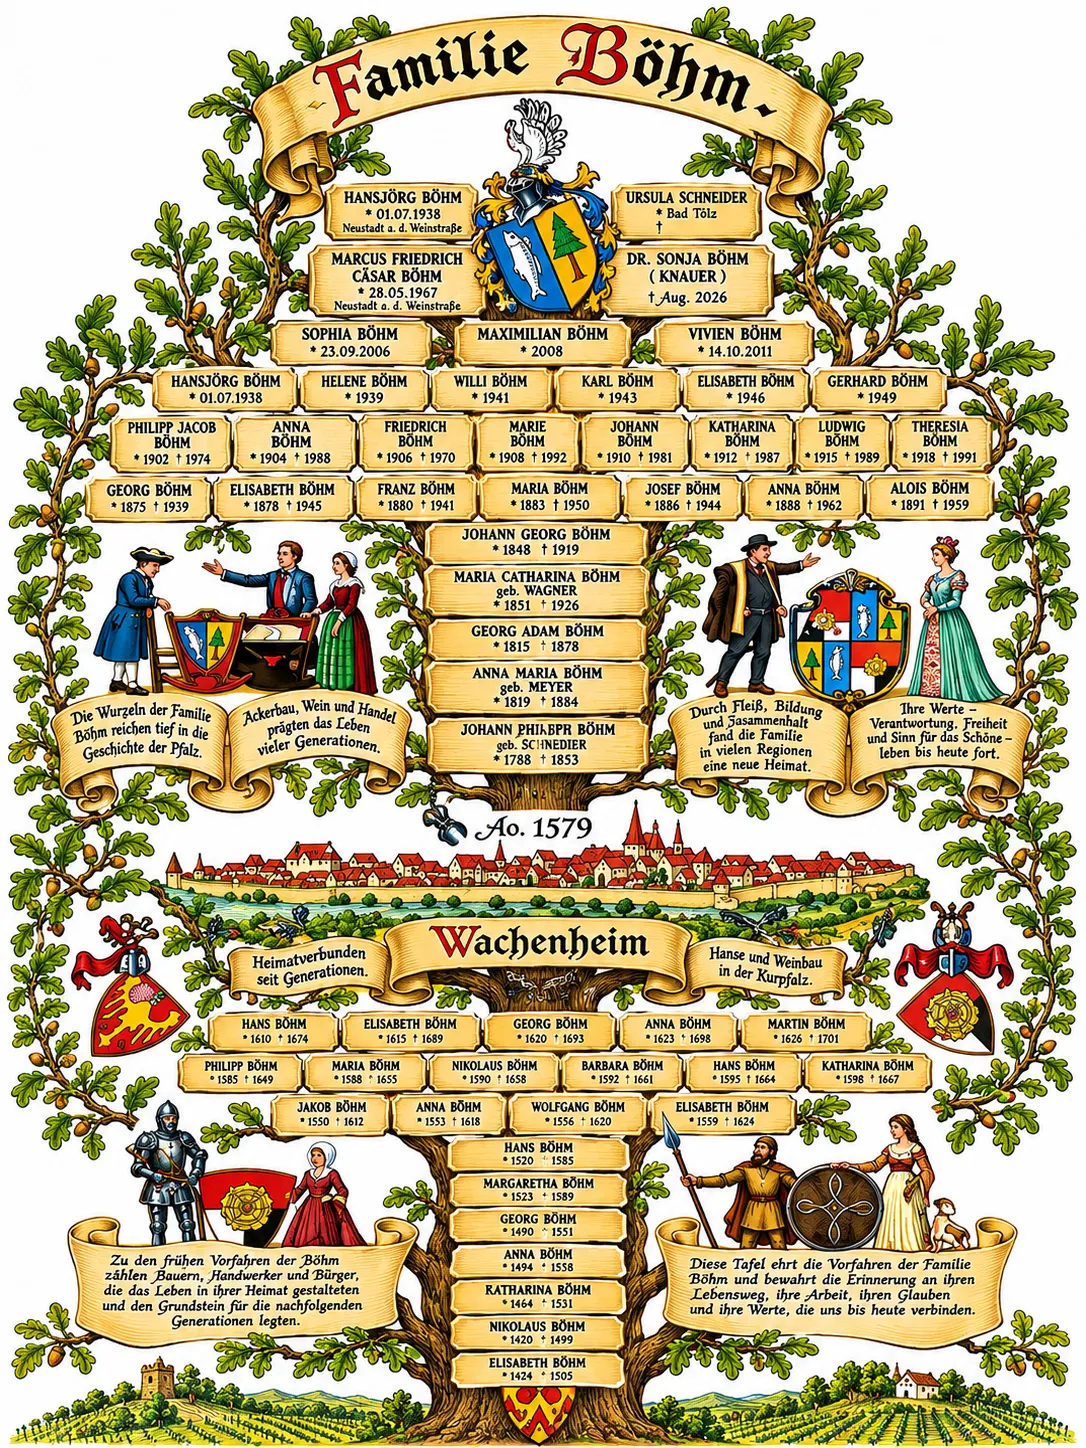 Familie Böhm
HANSJÖRG BÖHM
* 01.07.1938
Neustadt a. d. Weinstraße
URSULA SCHNEIDER
* Bad Tölz
†
MARCUS FRIEDRICH
CÄSAR BÖHM
* 28.05.1967
Neustadt a. d. Weinstraße
DR. SONJA BÖHM
( KNAUER )
† Aug. 2026
SOPHIA BÖHM
* 23.09.2006
MAXIMILIAN BÖHM
* 2008
VIVIEN BÖHM
* 14.10.2011
HANSJÖRG BÖHM
* 01.07.1938
HELENE BÖHM
* 1939
WILLI BÖHM
* 1941
KARL BÖHM
* 1943
ELISABETH BÖHM
* 1946
GERHARD BÖHM
* 1949
PHILIPP JACOB
BÖHM
* 1902 † 1974
ANNA
BÖHM
* 1904 † 1988
FRIEDRICH
BÖHM
* 1906 † 1970
MARIE
BÖHM
* 1908 † 1992
JOHANN
BÖHM
* 1910 † 1981
KATHARINA
BÖHM
* 1912 † 1987
LUDWIG
BÖHM
* 1915 † 1989
THERESIA
BÖHM
* 1918 † 1991
GEORG BÖHM
* 1875 † 1939
ELISABETH BÖHM
* 1878 † 1945
FRANZ BÖHM
* 1880 † 1941
MARIA BÖHM
* 1883 † 1950
JOSEF BÖHM
* 1886 † 1944
ANNA BÖHM
* 1888 † 1962
ALOIS BÖHM
* 1891 † 1959
JOHANN GEORG BÖHM
* 1848 † 1919
MARIA CATHARINA BÖHM
geb. WAGNER
* 1851 † 1926
GEORG ADAM BÖHM
* 1815 † 1878
ANNA MARIA BÖHM
geb. MEYER
* 1819 † 1884
JOHANN BÖHM
geb.
* 1788 † 1853
Die Wurzeln der Familie
Böhm reichen tief in die
Geschichte der Pfalz.
Ackerbau, Wein und Handel
prägten das Leben
vieler Generationen.
Durch Fleiß, Bildung
und Zasammenhalt
fand die Familie
in vielen Regionen
eine neue Heimat.
Ihre Werte –
Verantwortung, Freiheit
und Sinn für das Schöne –
leben bis heute fort.
Ao. 1579
Heimatverbunden
seit Generationen.
Wachenheim
Hanse und Weinbau
in der Kurpfalz.
HANS BÖHM
* 1610 † 1674
ELISABETH BÖHM
* 1615 † 1689
GEORG BÖHM
* 1620 † 1693
ANNA BÖHM
* 1623 † 1698
MARTIN BÖHM
* 1626 † 1701
PHILIPP BÖHM
* 1585 † 1649
MARIA BÖHM
* 1588 † 1655
NIKOLAUS BÖHM
* 1590 † 1658
BARBARA BÖHM
* 1592 † 1661
HANS BÖHM
* 1595 † 1664
KATHARINA BÖHM
* 1598 † 1667
JAKOB BÖHM
* 1550 † 1612
ANNA BÖHM
* 1553 † 1618
WOLFGANG BÖHM
* 1556 † 1620
ELISABETH BÖHM
* 1559 † 1624
HANS BÖHM
* 1520 † 1585
MARGARETHA BÖHM
* 1523 † 1589
GEORG BÖHM
* 1490 † 1551
ANNA BÖHM
* 1494 † 1558
KATHARINA BÖHM
* 1464 † 1531
NIKOLAUS BÖHM
* 1420 † 1499
ELISABETH BÖHM
* 1424 † 1505
Zu den frühen Vorfahren der Böhm
zählen Bauern, Handwerker und Bürger,
die das Leben in ihrer Heimat gestalteten
und den Grundstein für die nachfolgenden
Generationen legten.
Diese Tafel ehrt die Vorfahren der Familie
Böhm und bewahrt die Erinnerung an ihren
Lebensweg, ihre Arbeit, ihren Glauben
und ihre Werte, die uns bis heute verbinden.